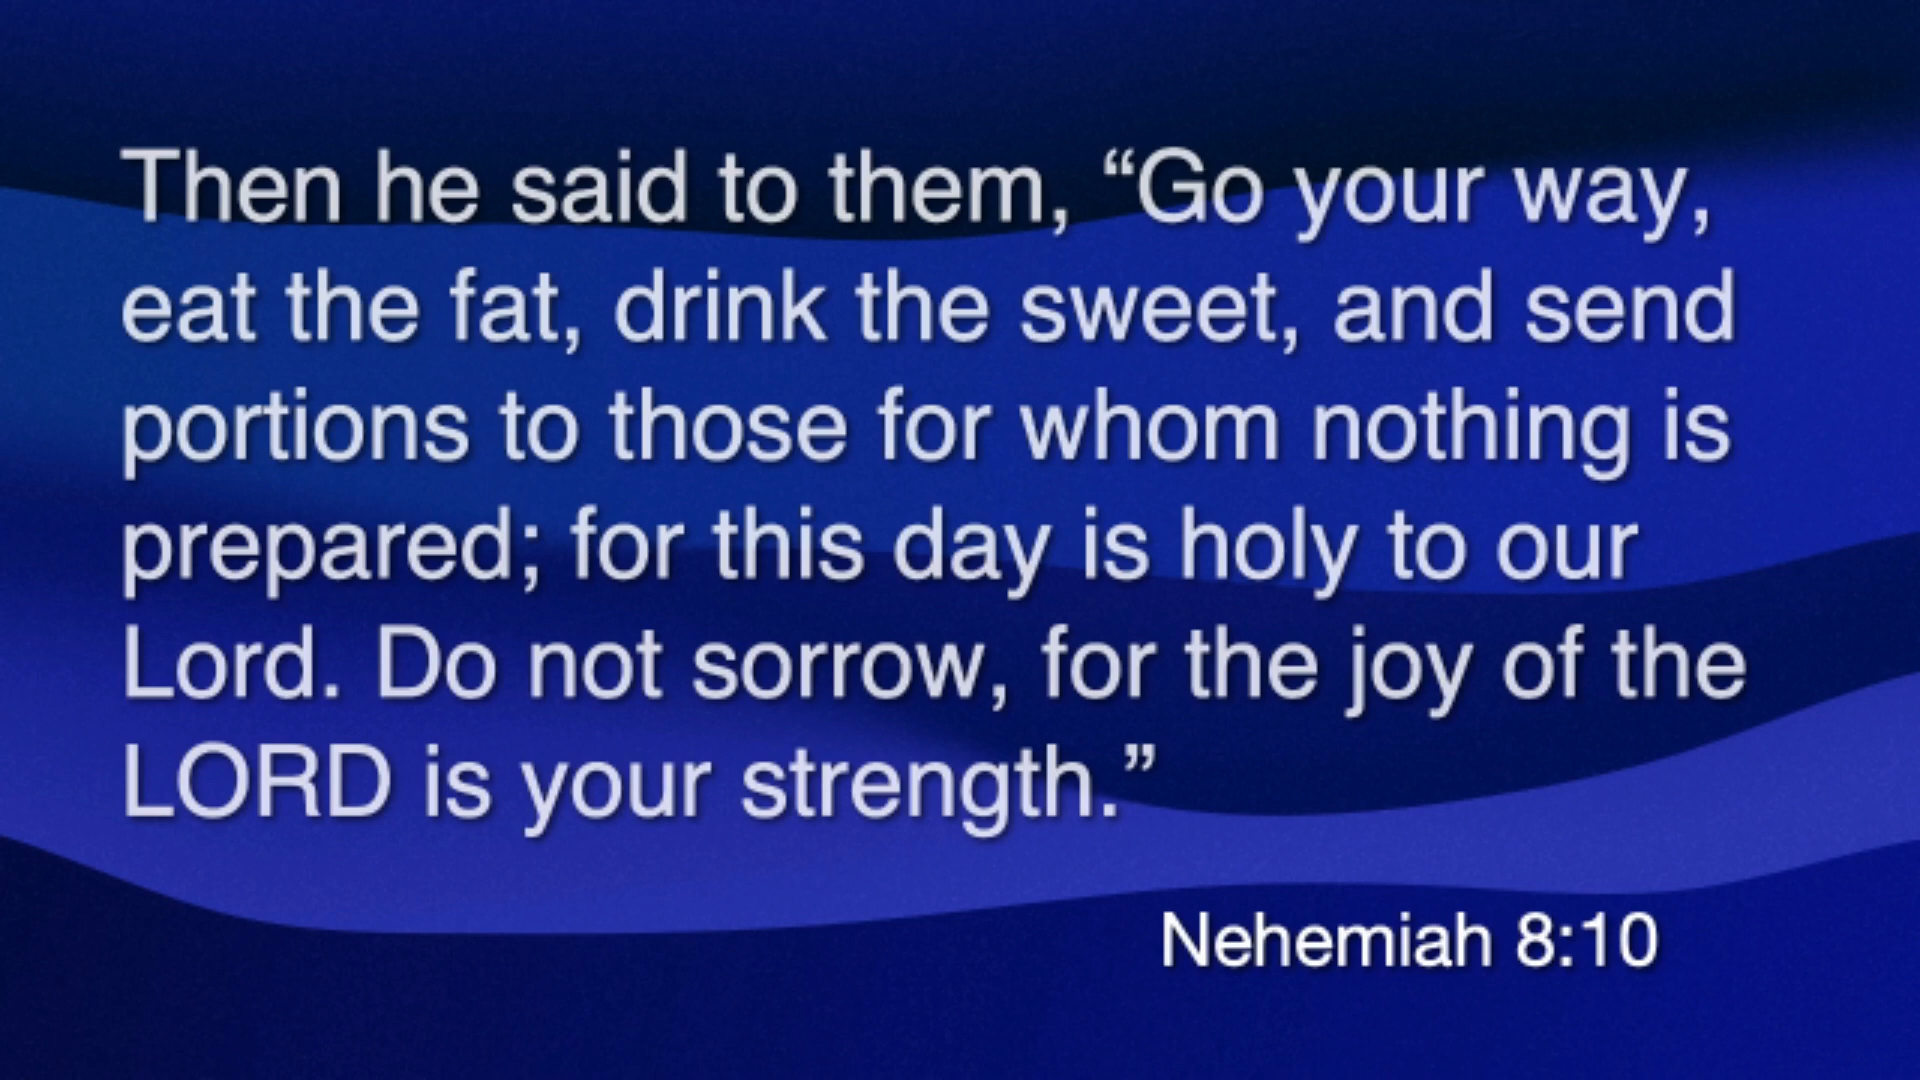 Then he said to them, “Go your way,
eat the fat, drink the sweet, and send
portions to those for whom nothing is
prepared; for this day is holy to our
Lord. Do not sorrow, for the joy of the
LORD is your strength.”
Nehemiah 8:10